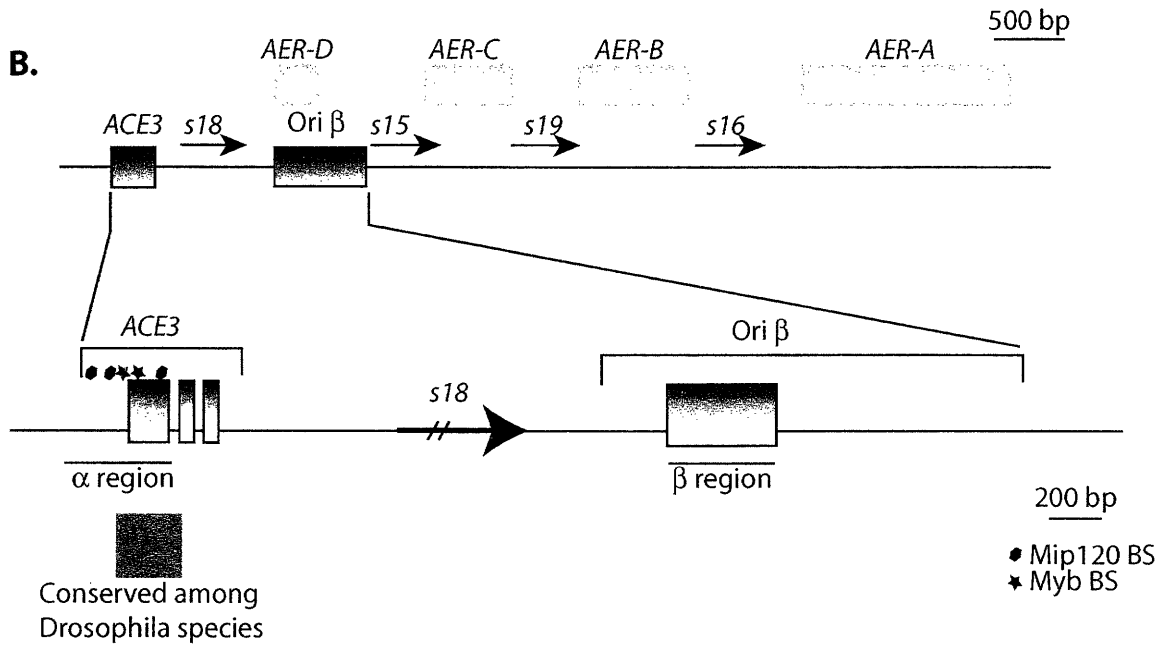 500 bp
B.
AER-D
AER-C
AER-B
AER-A
ACE3
s18
Ori β
s15
s19
s16
ACE3
Ori β
s18
α region
β region
200 bp
Mip120 BS
Myb BS
Conserved among
Drosophila species